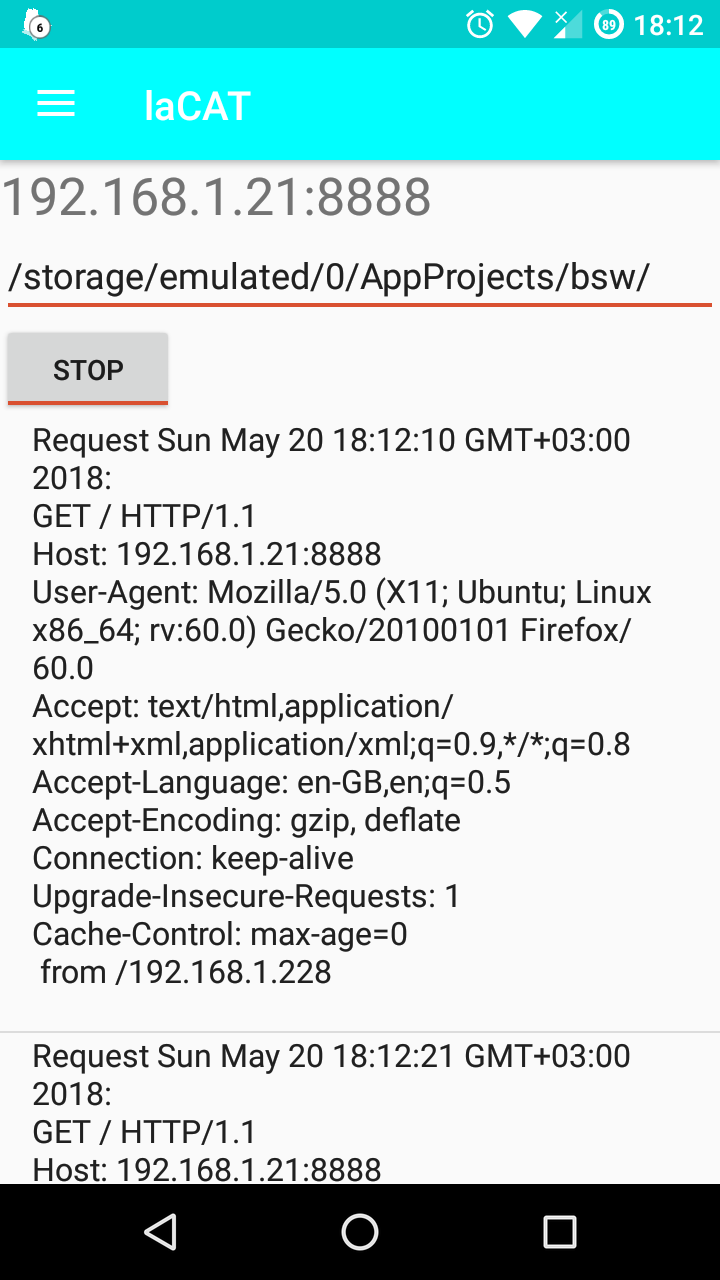 6
89
18:12
laCAT
192.168.1.21:8888
/storage/emulated/0/AppProjects/bsw/
STOP
Request Sun May 20 18:12:10 GMT+03:00
2018:
GET / HTTP/1.1
Host: 192.168.1.21:8888
User-Agent: Mozilla/5.0 (X11; Ubuntu; Linux
x86_64; rv:60.0) Gecko/20100101 Firefox/
60.0
Accept: text/html,application/
xhtml+xml,application/xml;q=0.9,*/*;q=0.8
Accept-Language: en-GB,en;q=0.5
Accept-Encoding: gzip, deflate
Connection: keep-alive
Upgrade-Insecure-Requests: 1
Cache-Control: max-age=0
from /192.168.1.228
Request Sun May 20 18:12:21 GMT+03:00
2018:
GET / HTTP/1.1
Host: 192.168.1.21:8888